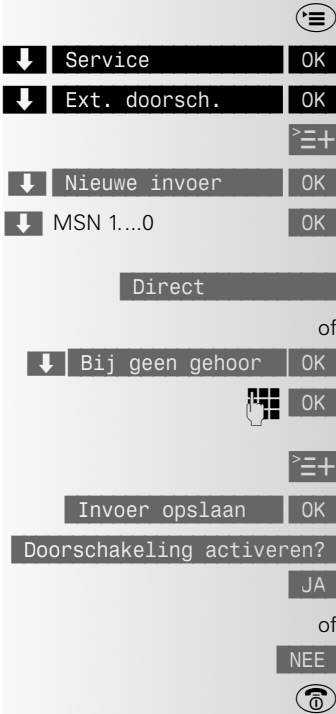 Service OK
Ext. doorsch. OK
Nieuwe invoer OK
MSN 1....0 OK
Direct
of
Bij geen gehoor OK
OK
Invoer opslaan OK
Doorschakeling activeren?
JA
of
NEE